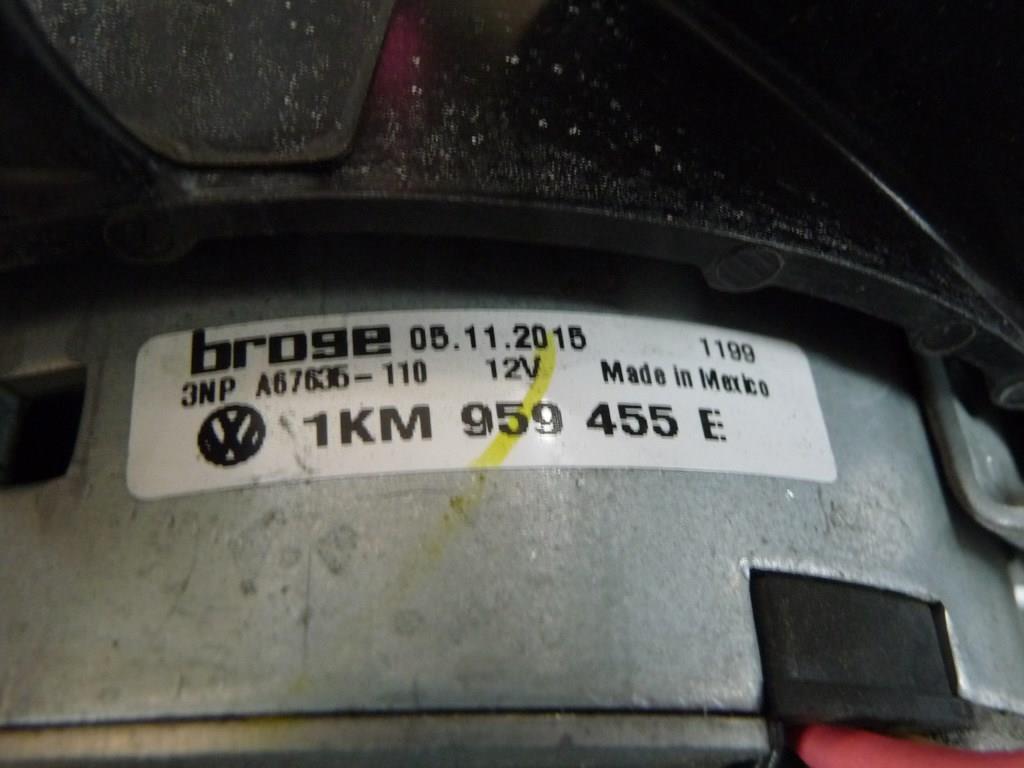 broge 05.11.2015 1199
3NP A67635-110 12V Made in Mexico
1KM 959 455 E